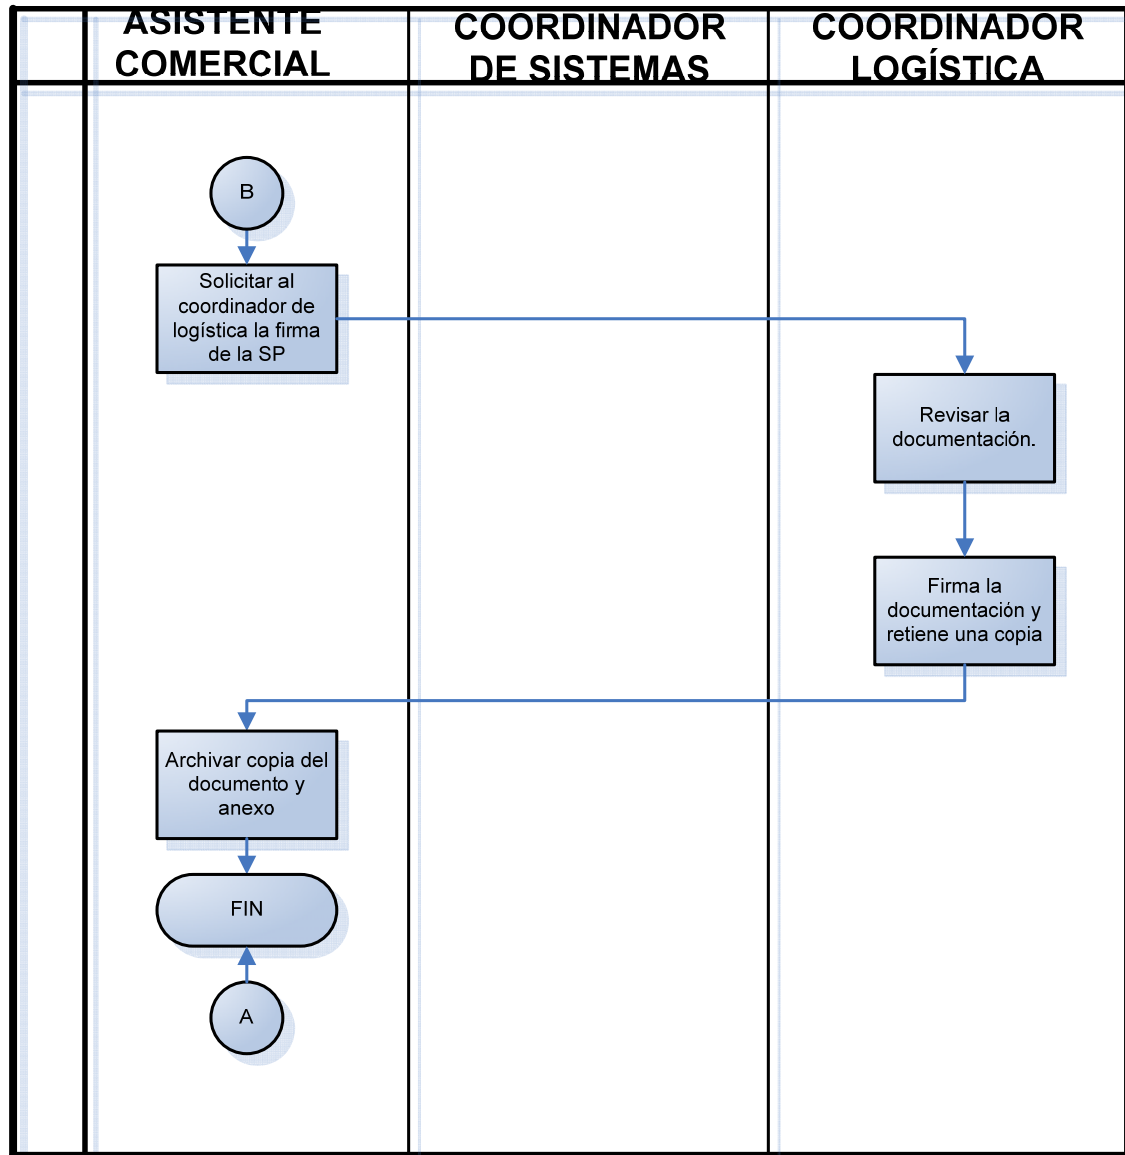 ASISTENTE
COMERCIAL
COORDINADOR
DE SISTEMAS
COORDINADOR
LOGÍSTICA
B
Solicitar al
coordinador de
logística la firma
de la SP
Revisar la
documentación.
Firma la
documentación y
retiene una copia
Archivar copia del
documento y
anexo
FIN
A